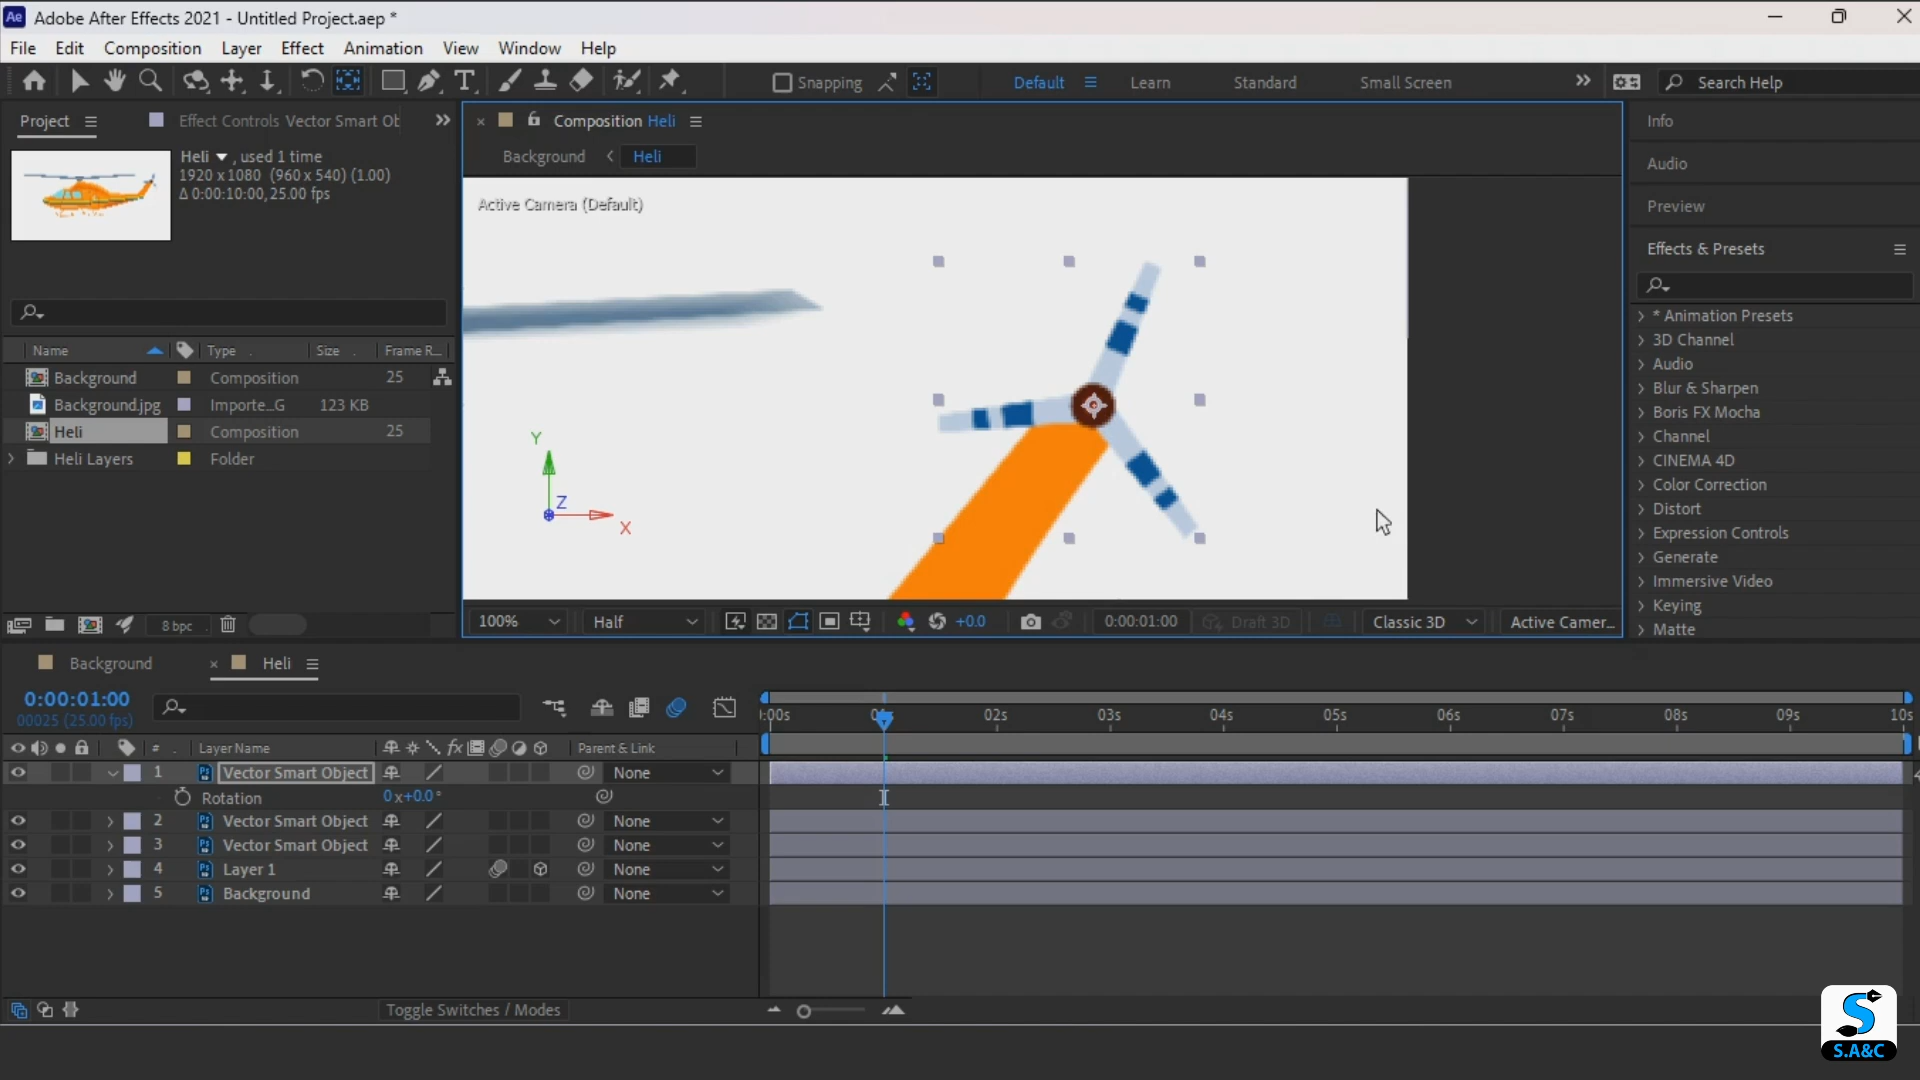 Ae Adobe After Effects 2021 - Untitled Project.aep *
File Edit Composition Layer Effect Animation View Window Help
Snapping Default Learn Standard Small Screen Search Help
Project Effect Controls Vector Smart Ob
Heli , used 1 time
1920 x 1080 (960 x 540) (1.00)
Δ 0:00:10:00, 25.00 fps
Name Type Size Frame R...
Background Composition 25
Background.jpg Importe...G 123 KB
Heli Composition 25
Heli Layers Folder
8 bpc
Composition Heli
Background Heli
Active Camera (Default)
Y
Z
X
100% Half +0.0 0:00:01:00 Draft 3D Classic 3D Active Camer...
Info
Audio
Preview
Effects & Presets
* Animation Presets
3D Channel
Audio
Blur & Sharpen
Boris FX Mocha
Channel
CINEMA 4D
Color Correction
Distort
Expression Controls
Generate
Immersive Video
Keying
Matte
Background Heli
0:00:01:00
00025 (25.00 fps)
:00s 02s 03s 04s 05s 06s 07s 08s 09s 10s
# Layer Name fx Parent & Link
1 Vector Smart Object None
Rotation 0x+0.0°
2 Vector Smart Object None
3 Vector Smart Object None
4 Layer 1 None
5 Background None
Toggle Switches / Modes
S
S.A&C